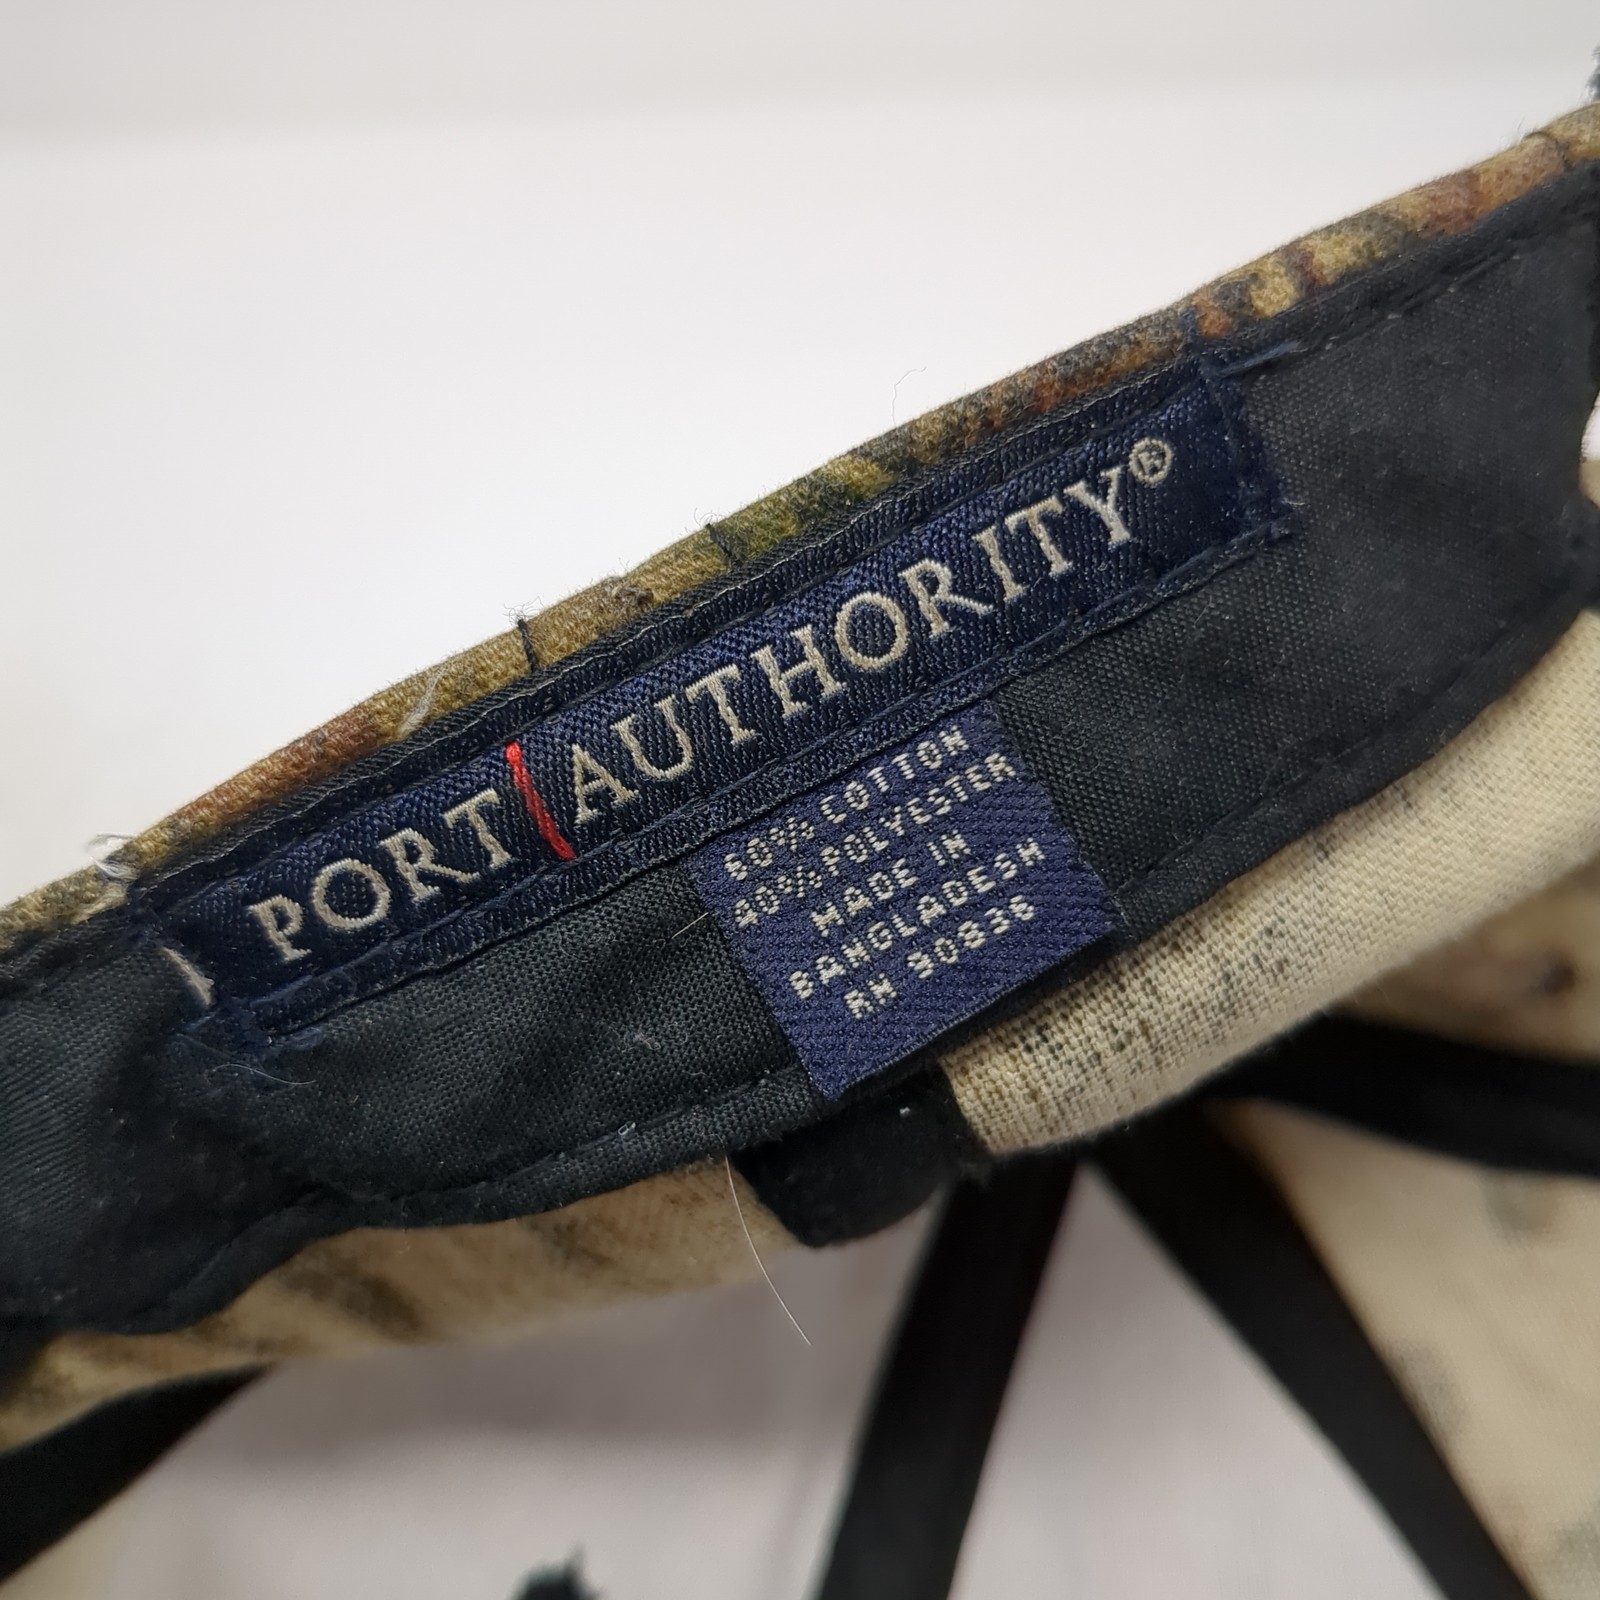 PORT|AUTHORITY®
60% COTTON
40% POLYESTER
MADE IN
BANGLADESH
RN 90836